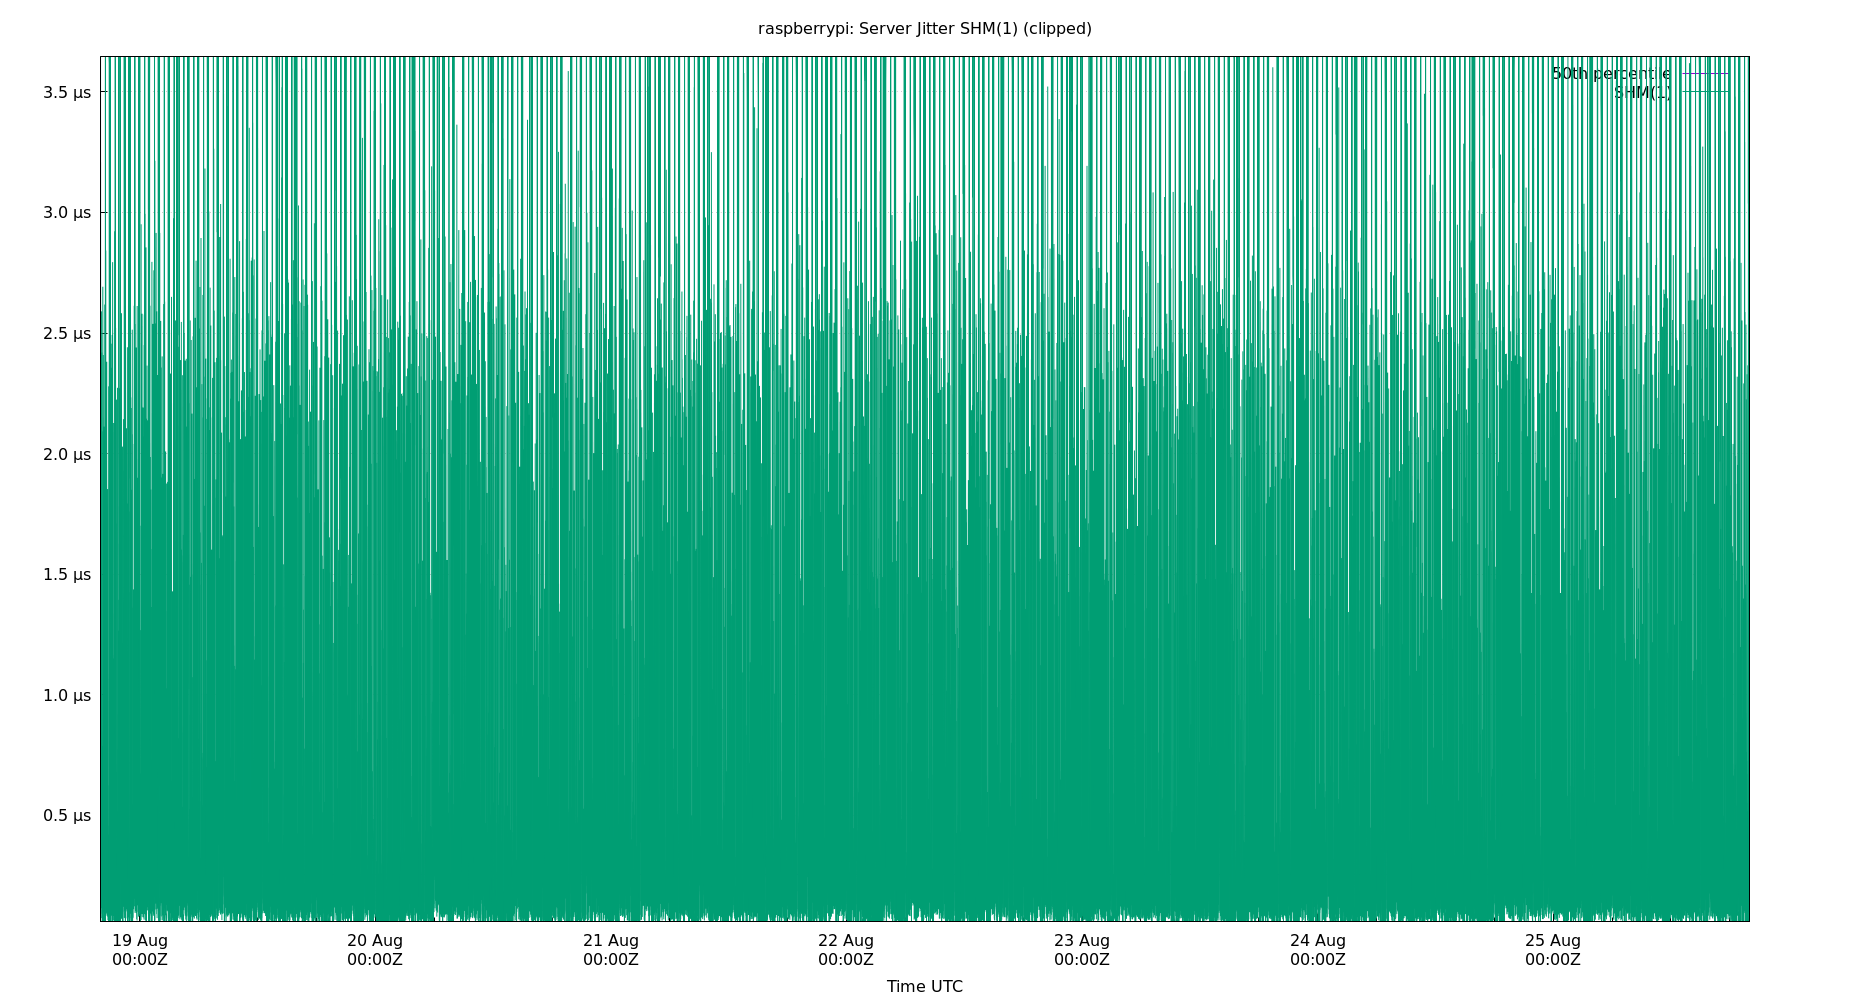 raspberrypi: Server Jitter SHM(1) (clipped)
50th percentile
SHM(1)
3.5 µs
3.0 µs
2.5 µs
2.0 µs
1.5 µs
1.0 µs
0.5 µs
19 Aug 20 Aug 21 Aug 22 Aug 23 Aug 24 Aug 25 Aug
00:00Z 00:00Z 00:00Z 00:00Z 00:00Z 00:00Z 00:00Z
Time UTC